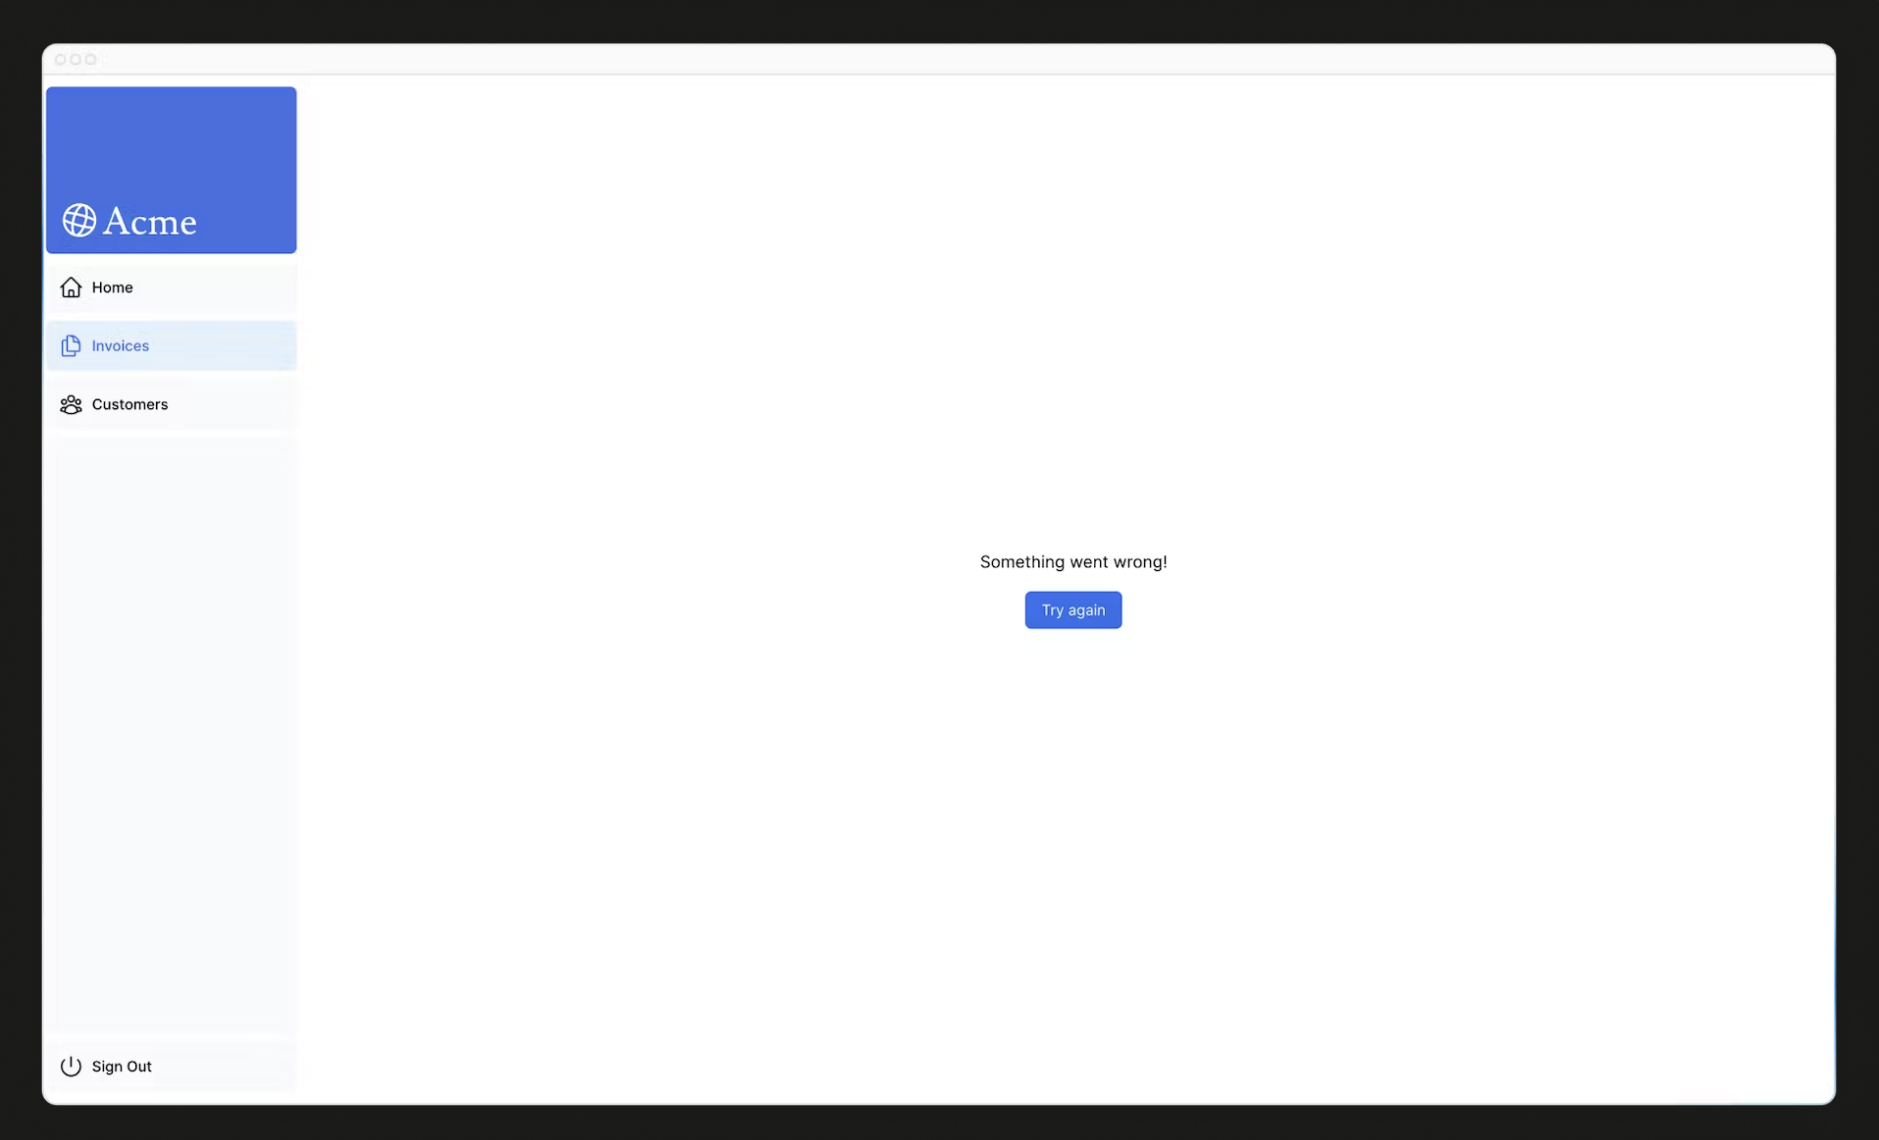 Acme
Home
Invoices
Customers
Something went wrong!
Try again
Sign Out